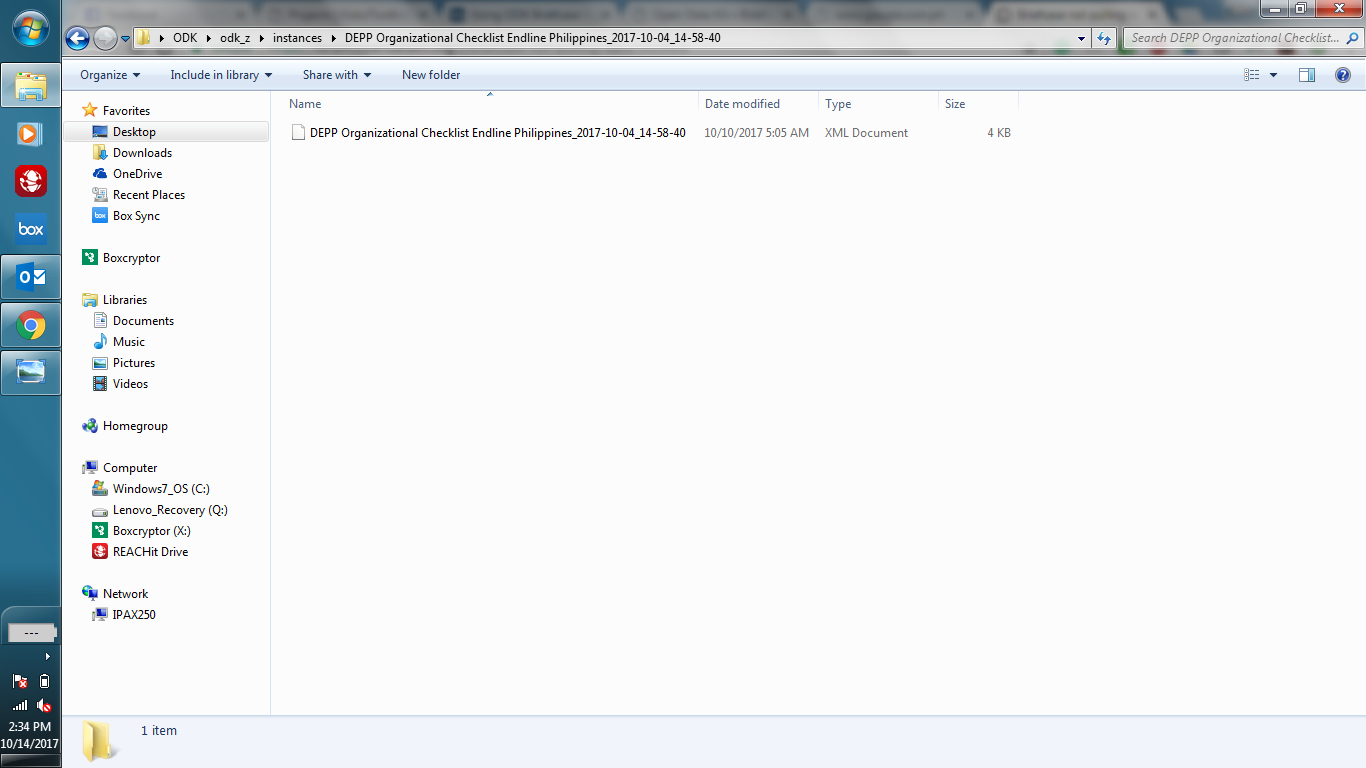 ODK odk_z instances DEPP Organizational Checklist Endline Philippines_2017-10-04_14-58-40
Search DEPP Organizational Checklist...
Organize Include in library Share with New folder
Name Date modified Type Size
DEPP Organizational Checklist Endline Philippines_2017-10-04_14-58-40 10/10/2017 5:05 AM XML Document 4 KB
Favorites
Desktop
Downloads
OneDrive
Recent Places
box Box Sync
Boxcryptor
Libraries
Documents
Music
Pictures
Videos
Homegroup
Computer
Windows7_OS (C:)
Lenovo_Recovery (Q:)
Boxcryptor (X:)
REACHit Drive
Network
IPAX250
1 item
box
O
---
2:34 PM
10/14/2017